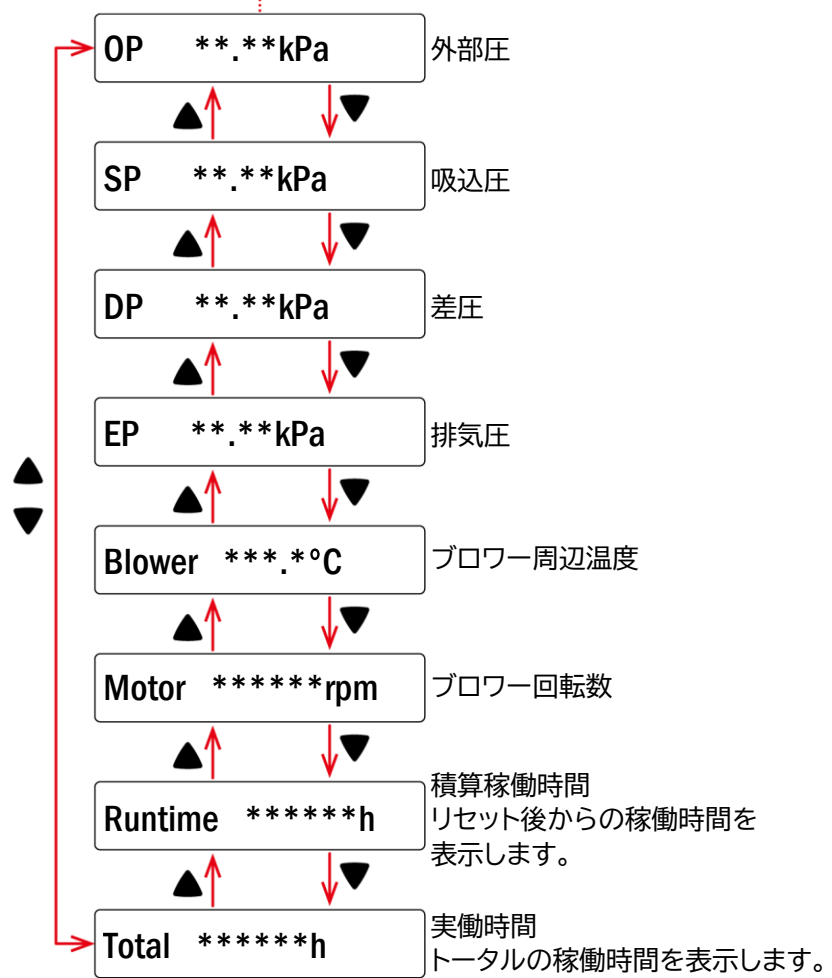 OP **.**kPa 外部圧
▲ ▼
SP **.**kPa 吸込圧
▲ ▼
DP **.**kPa 差圧
▲ ▼
EP **.**kPa 排気圧
▲
▼
▲ ▼
Blower ***.*°C ブロワー周辺温度
▲ ▼
Motor ******rpm ブロワー回転数
▲ ▼
Runtime ******h
積算稼働時間
リセット後からの稼働時間を
表示します。
▲ ▼
Total ******h
実働時間
トータルの稼働時間を表示します。